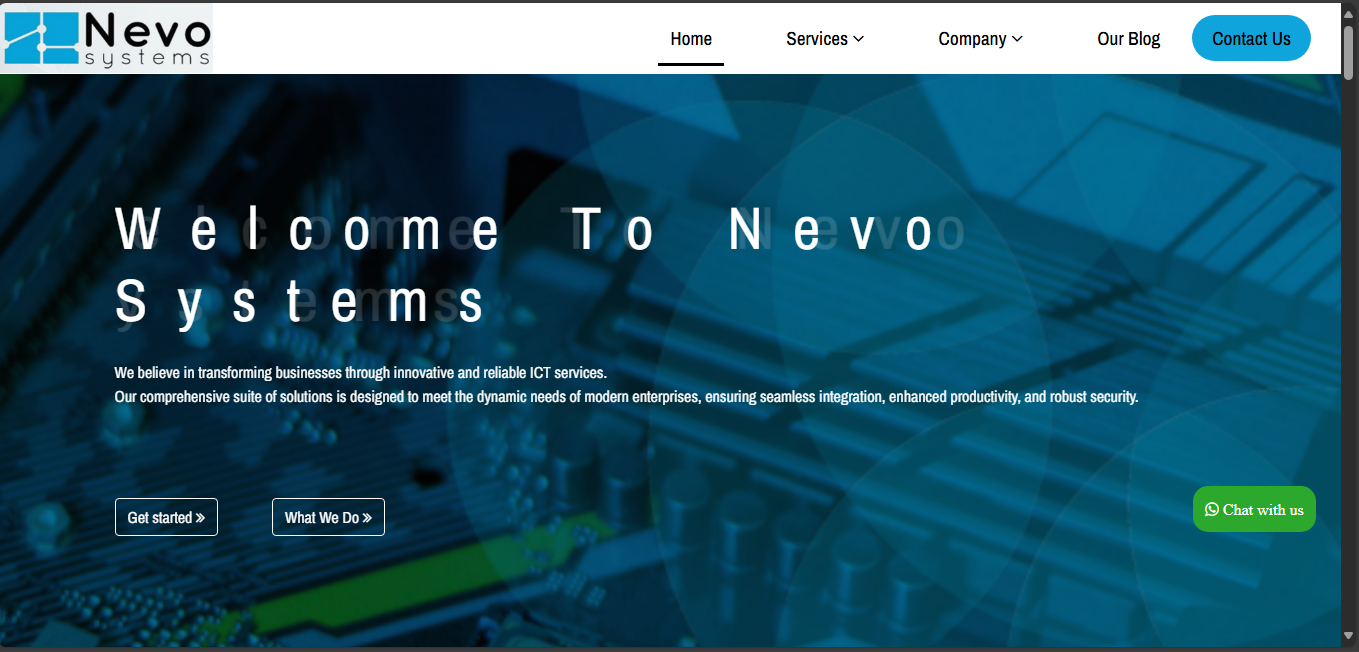 Nevo
systems
Home
Services
Company
Our Blog
Contact Us
Welcome To Nevo
Systems
We believe in transforming businesses through innovative and reliable ICT services.
Our comprehensive suite of solutions is designed to meet the dynamic needs of modern enterprises, ensuring seamless integration, enhanced productivity, and robust security.
Get started »
What We Do »
Chat with us